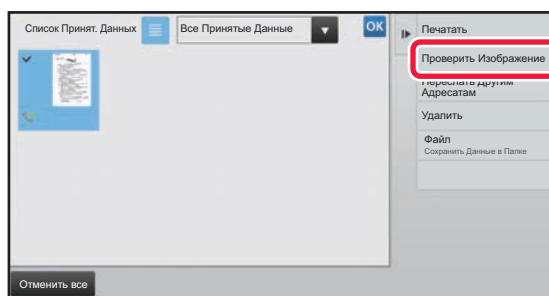 Список Принят. Данных
Все Принятые Данные
OK
Печатать
Проверить Изображение
Переслать Другим
Адресатам
Удалить
Файл
Сохранить Данные в Папке
Отменить все